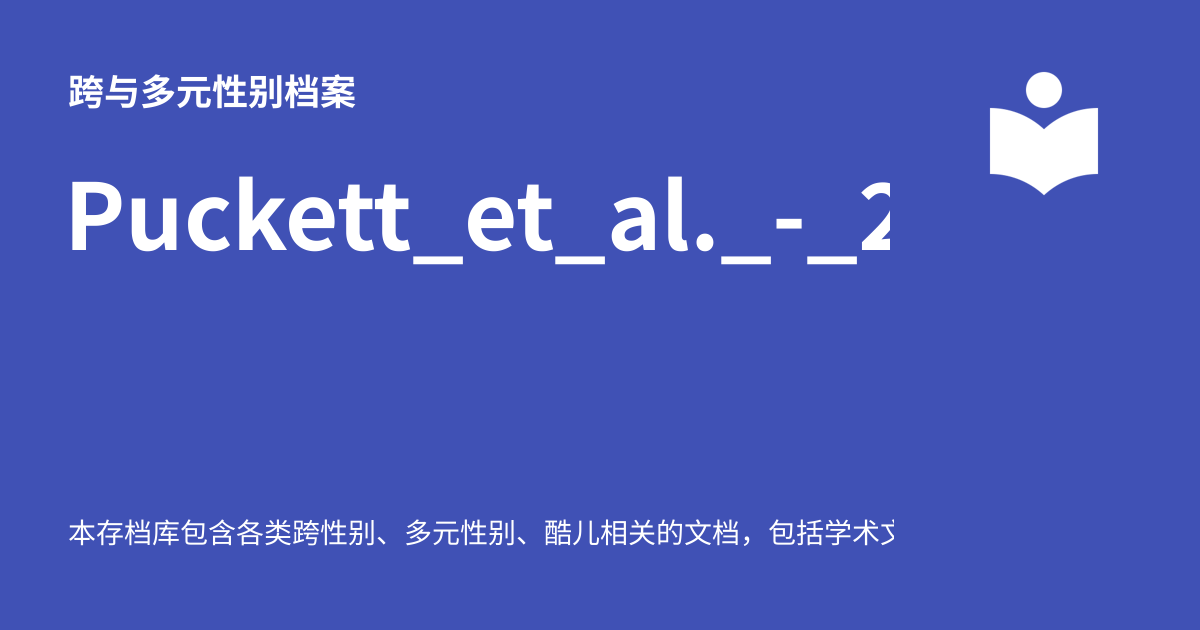 跨与多元性别档案
Puckett_et_al._-_2
本存档库包含各类跨性别、多元性别、酷儿相关的文档，包括学术文